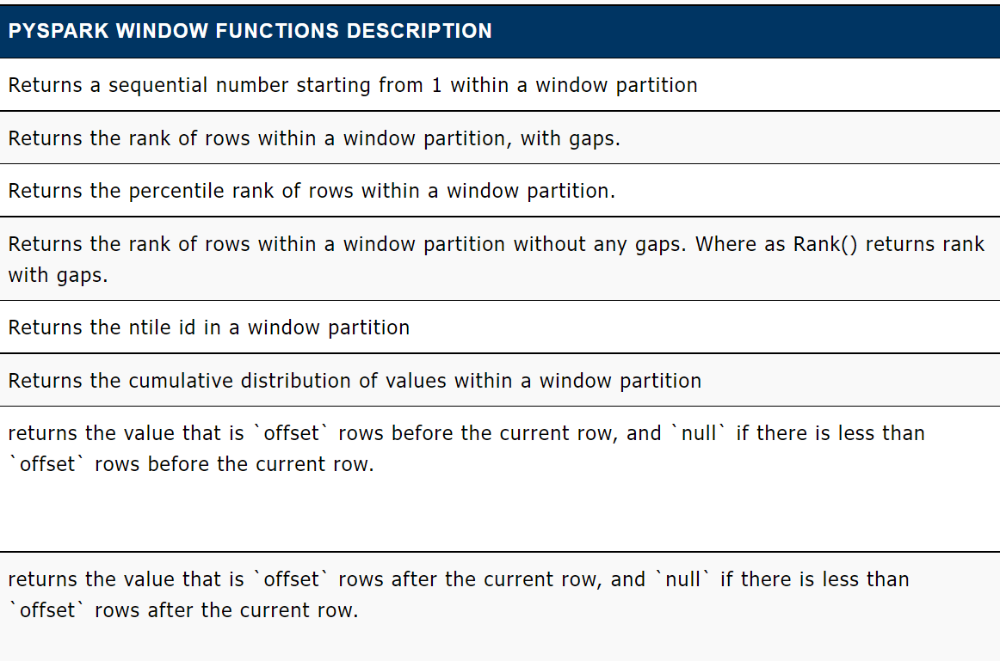 PYSPARK WINDOW FUNCTIONS DESCRIPTION
Returns a sequential number starting from 1 within a window partition
Returns the rank of rows within a window partition, with gaps.
Returns the percentile rank of rows within a window partition.
Returns the rank of rows within a window partition without any gaps. Where as Rank() returns rank
with gaps.
Returns the ntile id in a window partition
Returns the cumulative distribution of values within a window partition
returns the value that is `offset` rows before the current row, and `null` if there is less than
`offset` rows before the current row.
returns the value that is `offset` rows after the current row, and `null` if there is less than
`offset` rows after the current row.